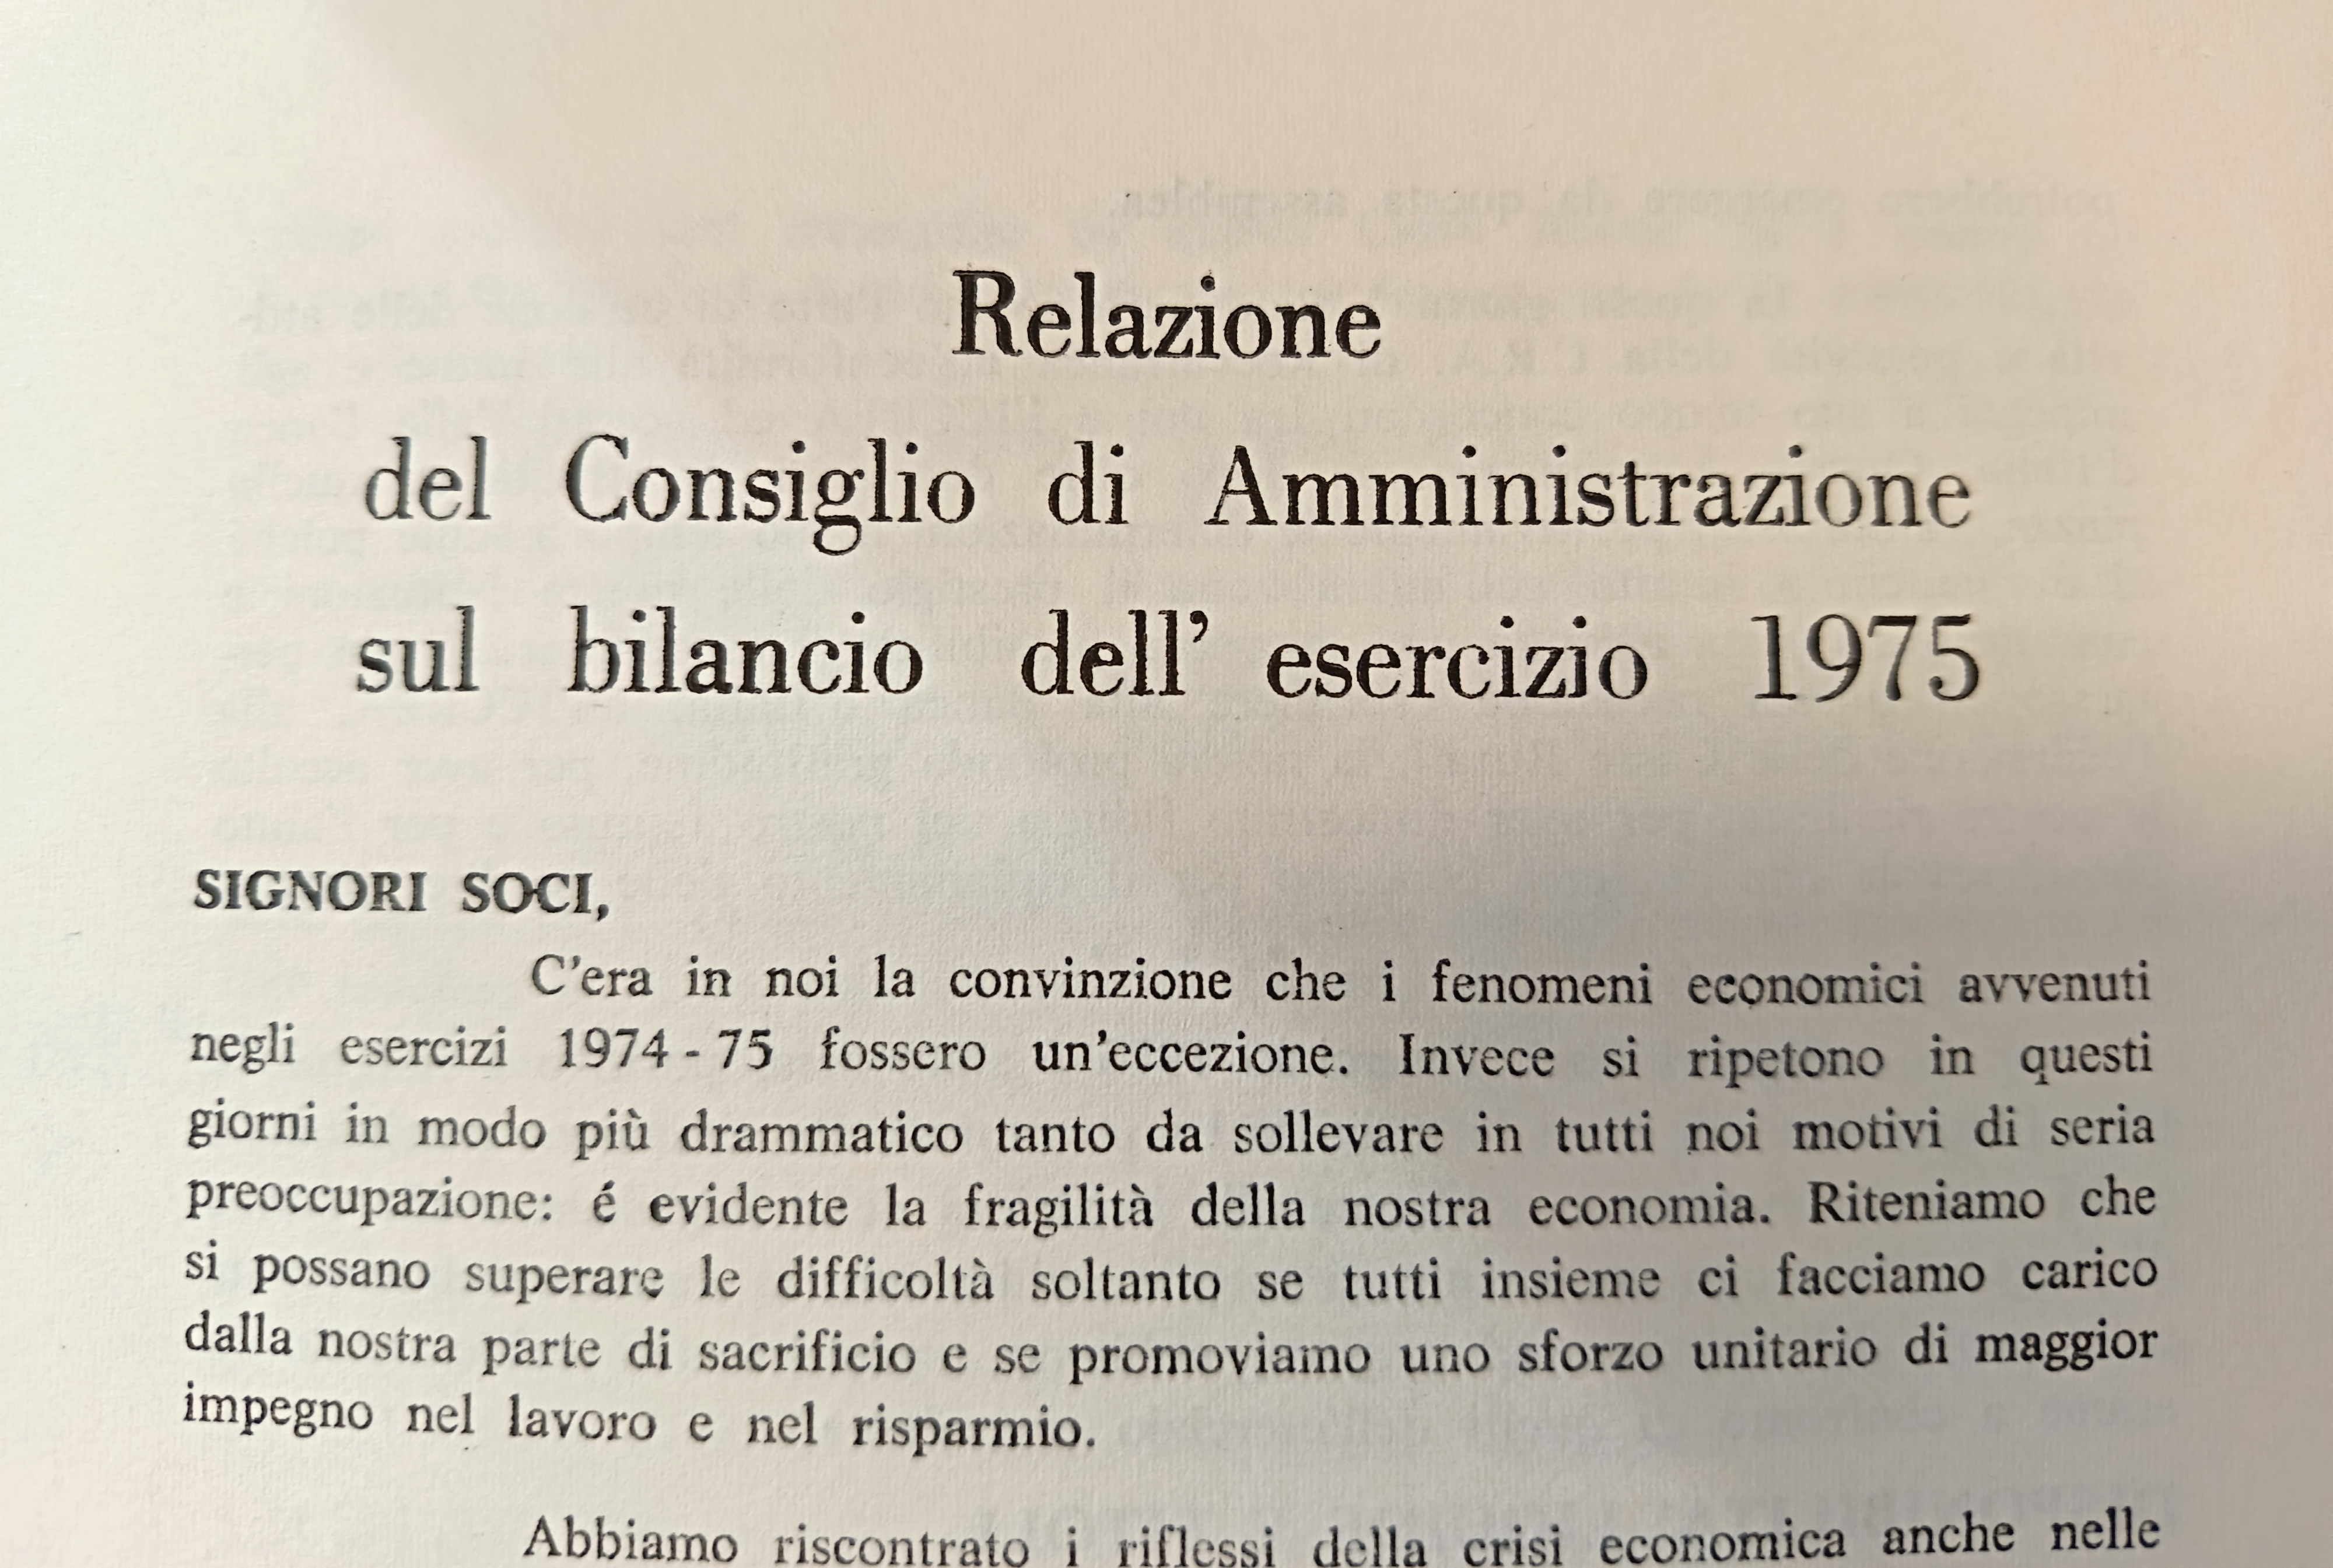 Relazione
del Consiglio di Amministrazione
sul bilancio dell' esercizio 1975
SIGNORI SOCI,
C'era in noi la convinzione che i fenomeni economici avvenuti
negli esercizi 1974 - 75 fossero un'eccezione. Invece si ripetono in questi
giorni in modo più drammatico tanto da sollevare in tutti noi motivi di seria
preoccupazione: é evidente la fragilità della nostra economia. Riteniamo che
si possano superare le difficoltà soltanto se tutti insieme ci facciamo carico
dalla nostra parte di sacrificio e se promoviamo uno sforzo unitario di maggior
impegno nel lavoro e nel risparmio.
Abbiamo riscontrato i riflessi della crisi economica anche nelle